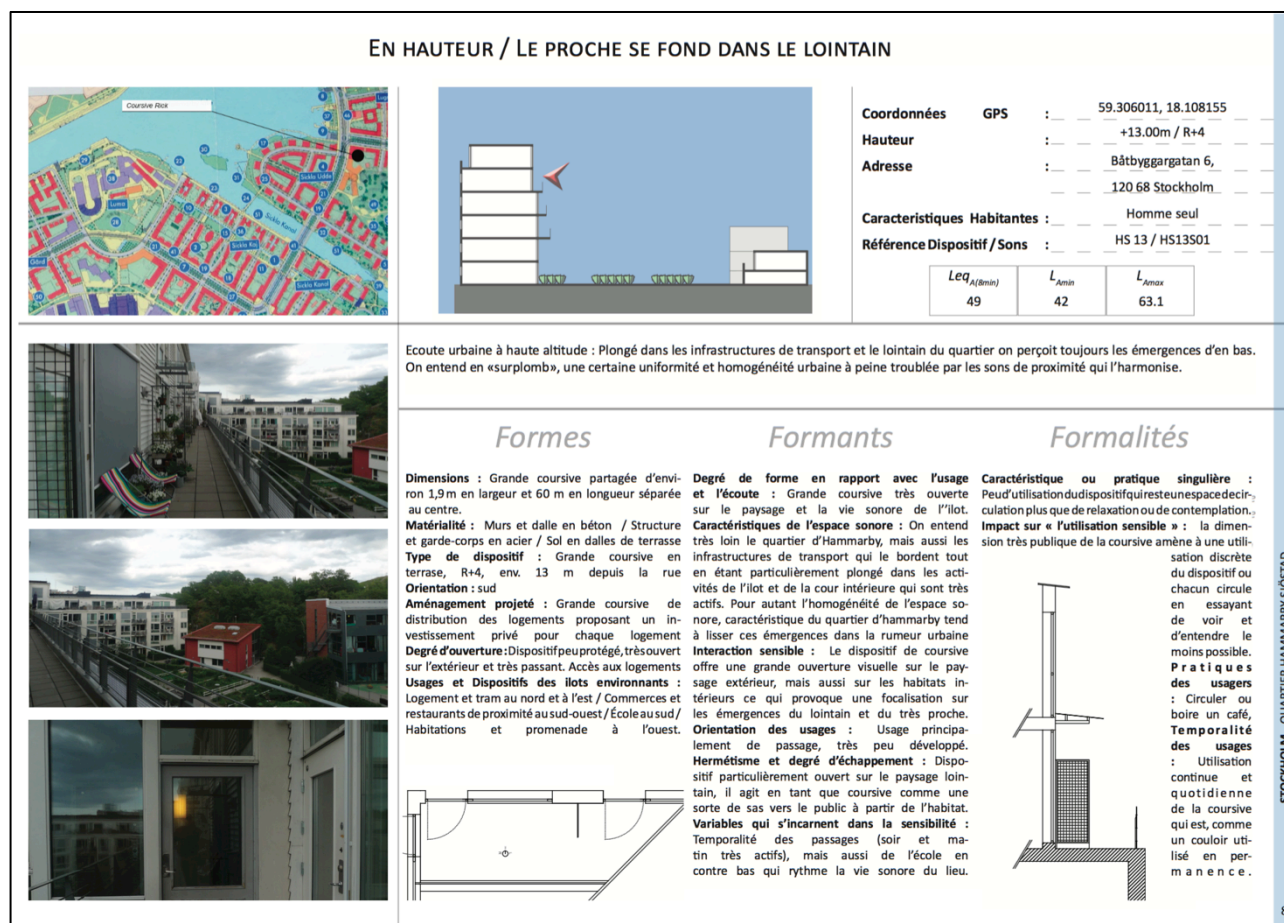 EN HAUTEUR / LE PROCHE SE FOND DANS LE LOINTAIN
Coursive Rick
Luma
Sickla Udde
Sickla Kanal
Sickla Kaj
Sickla Kanal
Gård
Coordonnées GPS : 59.306011, 18.108155
Hauteur : +13.00m / R+4
Adresse : Båtbyggargatan 6,
120 68 Stockholm
Caracteristiques Habitantes : Homme seul
Référence Dispositif / Sons : HS 13 / HS13S01
LeqA(8min) LAmin LAmax
49 42 63.1
Ecoute urbaine à haute altitude : Plongé dans les infrastructures de transport et le lointain du quartier on perçoit toujours les émergences d'en bas.
On entend en «surplomb», une certaine uniformité et homogénéité urbaine à peine troublée par les sons de proximité qui l'harmonise.
Formes
Dimensions : Grande coursive partagée d'envi-
ron 1,9 m en largeur et 60 m en longueur séparée
au centre.
Matérialité : Murs et dalle en béton / Structure
et garde-corps en acier / Sol en dalles de terrasse
Type de dispositif : Grande coursive en
terrase, R+4, env. 13 m depuis la rue
Orientation : sud
Aménagement projeté : Grande coursive de
distribution des logements proposant un in-
vestissement privé pour chaque logement
Degré d'ouverture : Dispositif peu protégé, très ouvert
sur l'extérieur et très passant. Accès aux logements
Usages et Dispositifs des ilots environnants :
Logement et tram au nord et à l'est / Commerces et
restaurants de proximité au sud-ouest / École au sud /
Habitations et promenade à l'ouest.
Formants
Degré de forme en rapport avec l'usage
et l'écoute : Grande coursive très ouverte
sur le paysage et la vie sonore de l''ilot.
Caractéristiques de l'espace sonore : On entend
très loin le quartier d'Hammarby, mais aussi les
infrastructures de transport qui le bordent tout
en étant particulièrement plongé dans les acti-
vités de l'ilot et de la cour intérieure qui sont très
actifs. Pour autant l'homogénéité de l'espace so-
nore, caractéristique du quartier d'hammarby tend
à lisser ces émergences dans la rumeur urbaine
Interaction sensible : Le dispositif de coursive
offre une grande ouverture visuelle sur le pay-
sage extérieur, mais aussi sur les habitats in-
térieurs ce qui provoque une focalisation sur
les émergences du lointain et du très proche.
Orientation des usages : Usage principa-
lement de passage, très peu développé.
Hermétisme et degré d'échappement : Dispo-
sitif particulièrement ouvert sur le paysage loin-
tain, il agit en tant que coursive comme une
sorte de sas vers le public à partir de l'habitat.
Variables qui s'incarnent dans la sensibilité :
Temporalité des passages (soir et ma-
tin très actifs), mais aussi de l'école en
contre bas qui rythme la vie sonore du lieu.
Formalités
Caractéristique ou pratique singulière :
Peu d'utilisation du dispositif qui reste un espace de cir-
culation plus que de relaxation ou de contemplation.
Impact sur « l'utilisation sensible » : la dimen-
sion très publique de la coursive amène à une utili-
sation discrète
du dispositif ou
chacun circule
en essayant
de voir et
d'entendre le
moins possible.
Pratiques
des usagers
: Circuler ou
boire un café,
Temporalité
des usages
: Utilisation
continue et
quotidienne
de la coursive
qui est, comme
un couloir uti-
lisé en per-
manence.